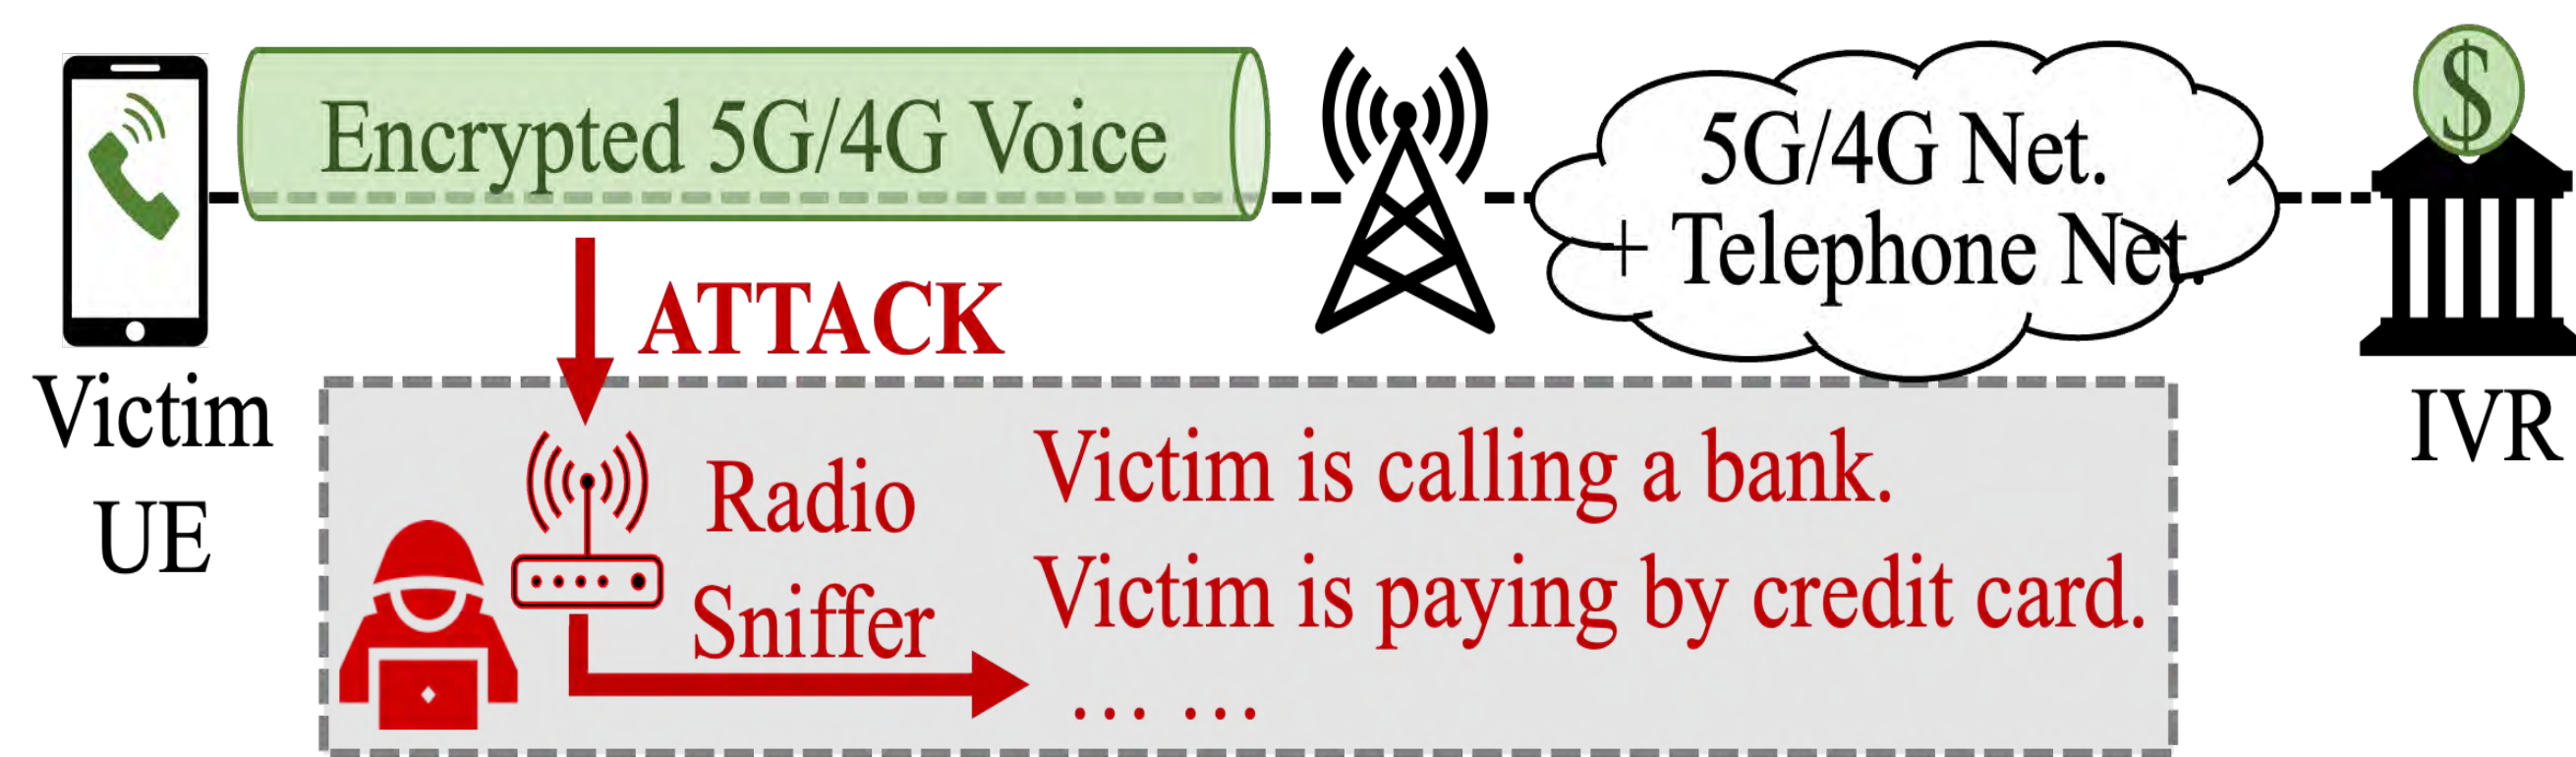 Encrypted 5G/4G Voice
5G/4G Net.
+ Telephone Net.
$
ATTACK
Victim
UE
IVR
Radio
Sniffer
Victim is calling a bank.
Victim is paying by credit card.
... ...